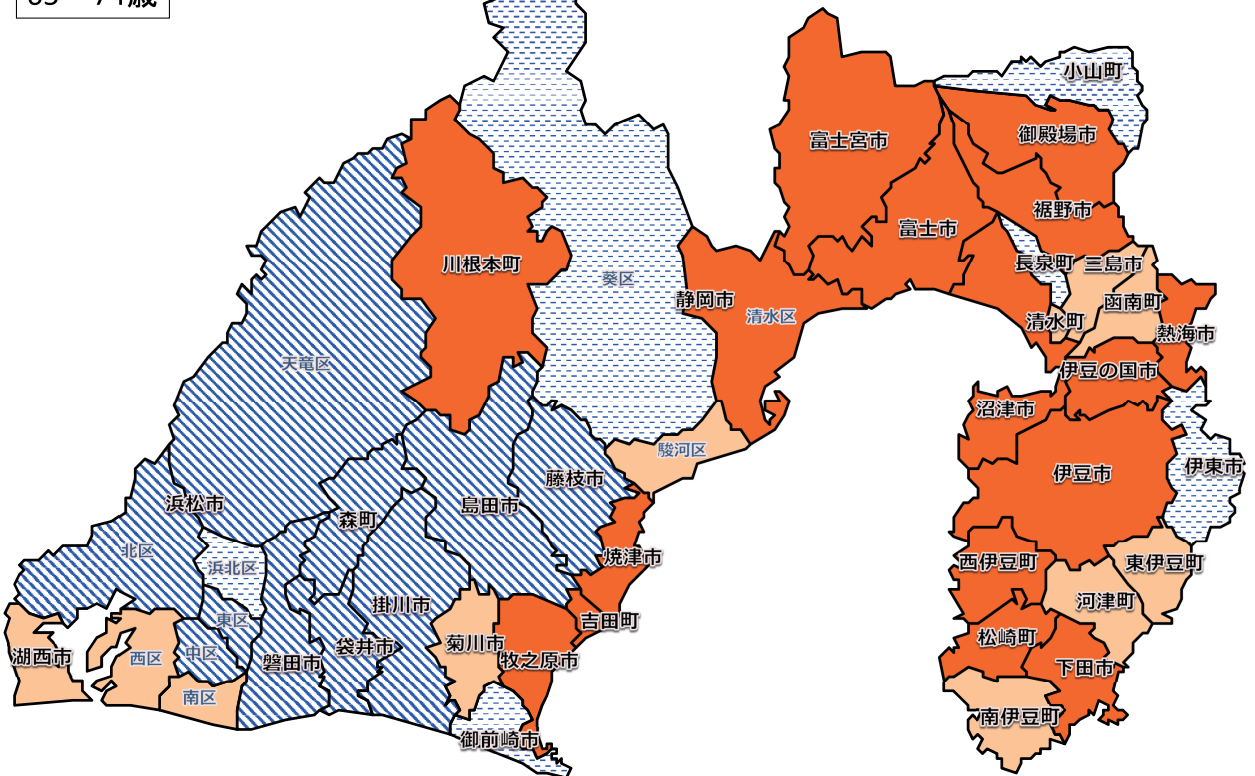 65~74歳
小山町
御殿場市
富士宮市
裾野市
富士市
川根本町
長泉町
三島市
葵区
静岡市
函南町
清水区
清水町
熱海市
天竜区
伊豆の国市
沼津市
駿河区
伊東市
藤枝市
伊豆市
浜松市
島田市
森町
北区
焼津市
西伊豆町
東伊豆町
浜北区
掛川市
河津町
東区
吉田町
松崎町
菊川市
袋井市
湖西市
西区
中区
磐田市
牧之原市
下田市
南区
南伊豆町
御前崎市